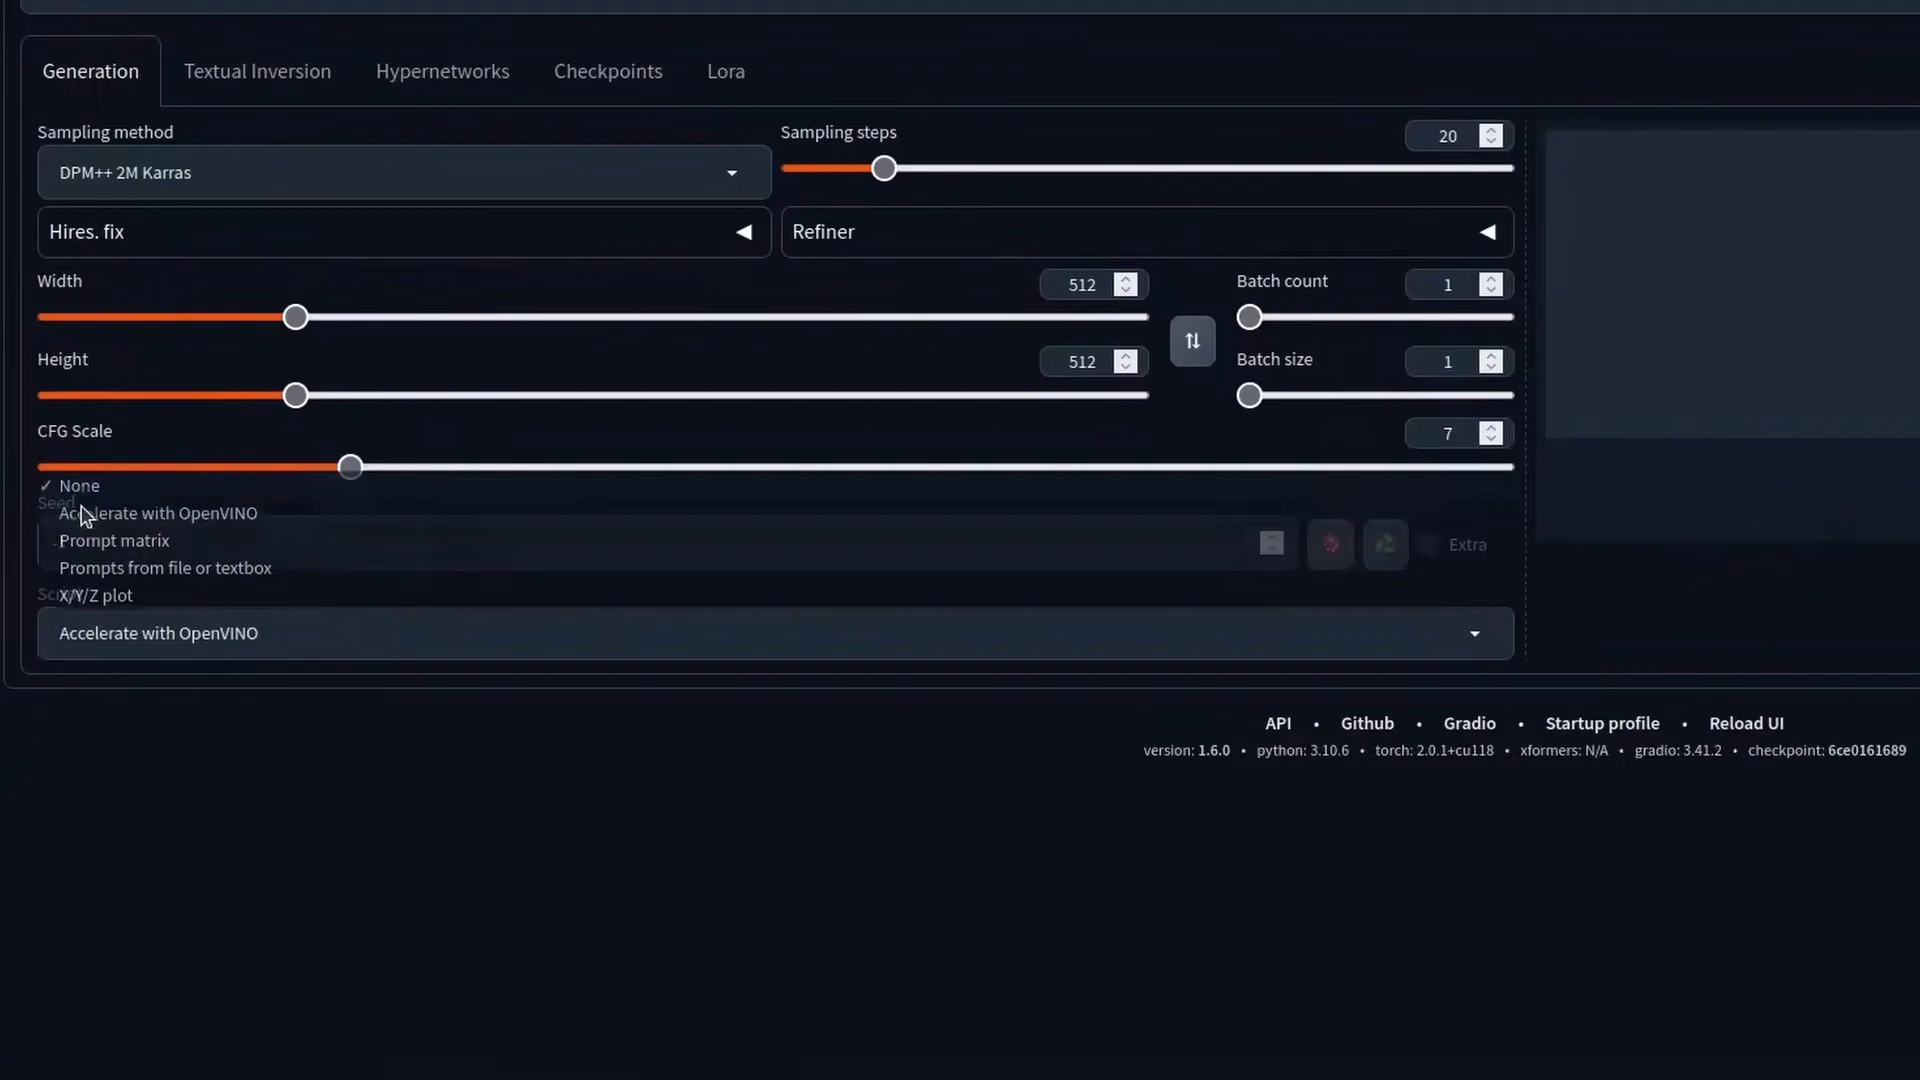 Generation Textual Inversion Hypernetworks Checkpoints Lora
Sampling method
DPM++ 2M Karras
Sampling steps
20
Hires. fix
Refiner
Width
512
Batch count
1
Height
512
Batch size
1
CFG Scale
7
✓ None
Seed
Accelerate with OpenVINO
Prompt matrix
Extra
Prompts from file or textbox
X/Y/Z plot
Accelerate with OpenVINO
API • Github • Gradio • Startup profile • Reload UI
version: 1.6.0 • python: 3.10.6 • torch: 2.0.1+cu118 • xformers: N/A • gradio: 3.41.2 • checkpoint: 6ce0161689